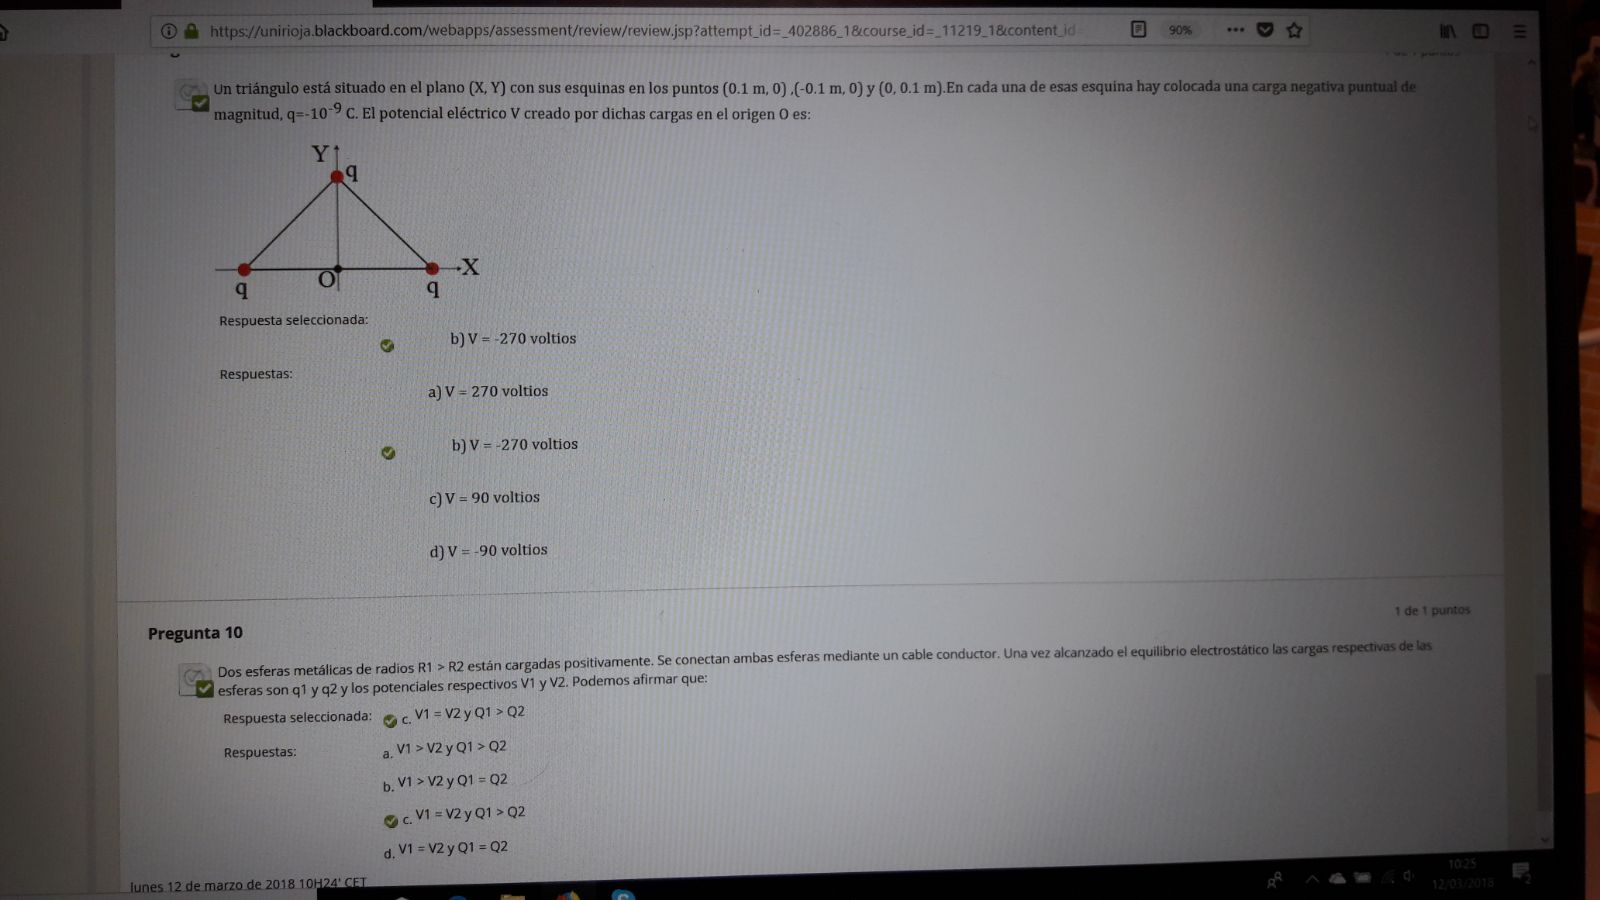 https://unirioja.blackboard.com/webapps/assessment/review/review.jsp?attempt_id=_402886_1&course_id=_11219_1&content_id
90%
Un triángulo está situado en el plano (X, Y) con sus esquinas en los puntos (0.1 m, 0) ,(-0.1 m, 0) y (0, 0.1 m).En cada una de esas esquina hay colocada una carga negativa puntual de
magnitud, q=-10⁻⁹ C. El potencial eléctrico V creado por dichas cargas en el origen O es:
Y
q
X
O
q
q
Respuesta seleccionada:
b) V = -270 voltios
Respuestas:
a) V = 270 voltios
b) V = -270 voltios
c) V = 90 voltios
d) V = -90 voltios
1 de 1 puntos
Pregunta 10
Dos esferas metálicas de radios R1 > R2 están cargadas positivamente. Se conectan ambas esferas mediante un cable conductor. Una vez alcanzado el equilibrio electrostático las cargas respectivas de las
esferas son q1 y q2 y los potenciales respectivos V1 y V2. Podemos afirmar que:
Respuesta seleccionada: c. V1 = V2 y Q1 > Q2
Respuestas: a. V1 > V2 y Q1 > Q2
b. V1 > V2 y Q1 = Q2
c. V1 = V2 y Q1 > Q2
d. V1 = V2 y Q1 = Q2
lunes 12 de marzo de 2018 10H24' CET
10:25
12/03/2018